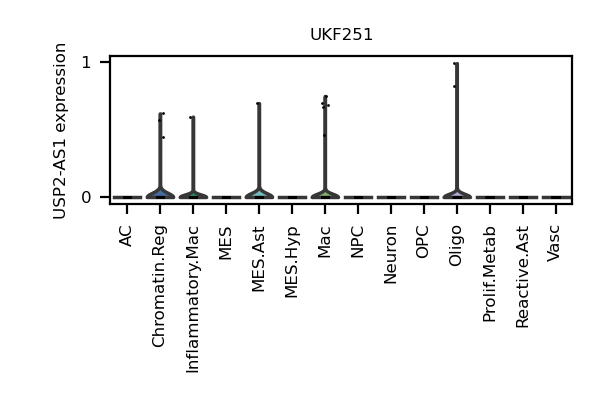 UKF251
USP2-AS1 expression
1
0
AC
Chromatin.Reg
Inflammatory.Mac
MES
MES.Ast
MES.Hyp
Mac
NPC
Neuron
OPC
Oligo
Prolif.Metab
Reactive.Ast
Vasc